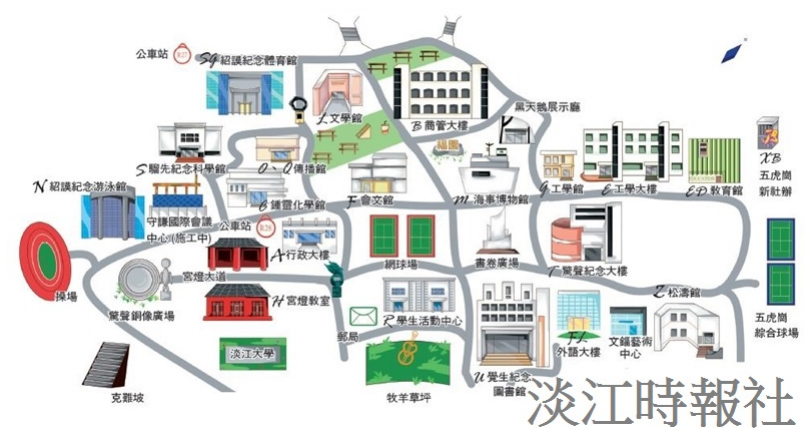 公車站 R27
SG 紹謨紀念體育館
L 文學館
B 商管大樓
黑天鵝展示廳
K
福園
XB
五虎崗
新社辦
S 騮先紀念科學館
O、Q 傳播館
G 工學館
E 工學大樓
ED 教育館
N 紹謨紀念游泳館
C 鍾靈化學館
F 會文館
M 海事博物館
守謙國際會議
中心(施工中)
公車站 R28
A 行政大樓
網球場
書卷廣場
T 驚聲紀念大樓
操場
宮燈大道
H 宮燈教室
Z 松濤館
驚聲銅像廣場
郵局
R 學生活動中心
五虎崗
綜合球場
淡江大學
FL
外語大樓
文錙藝術
中心
克難坡
牧羊草坪
U 覺生紀念
圖書館
淡江時報社